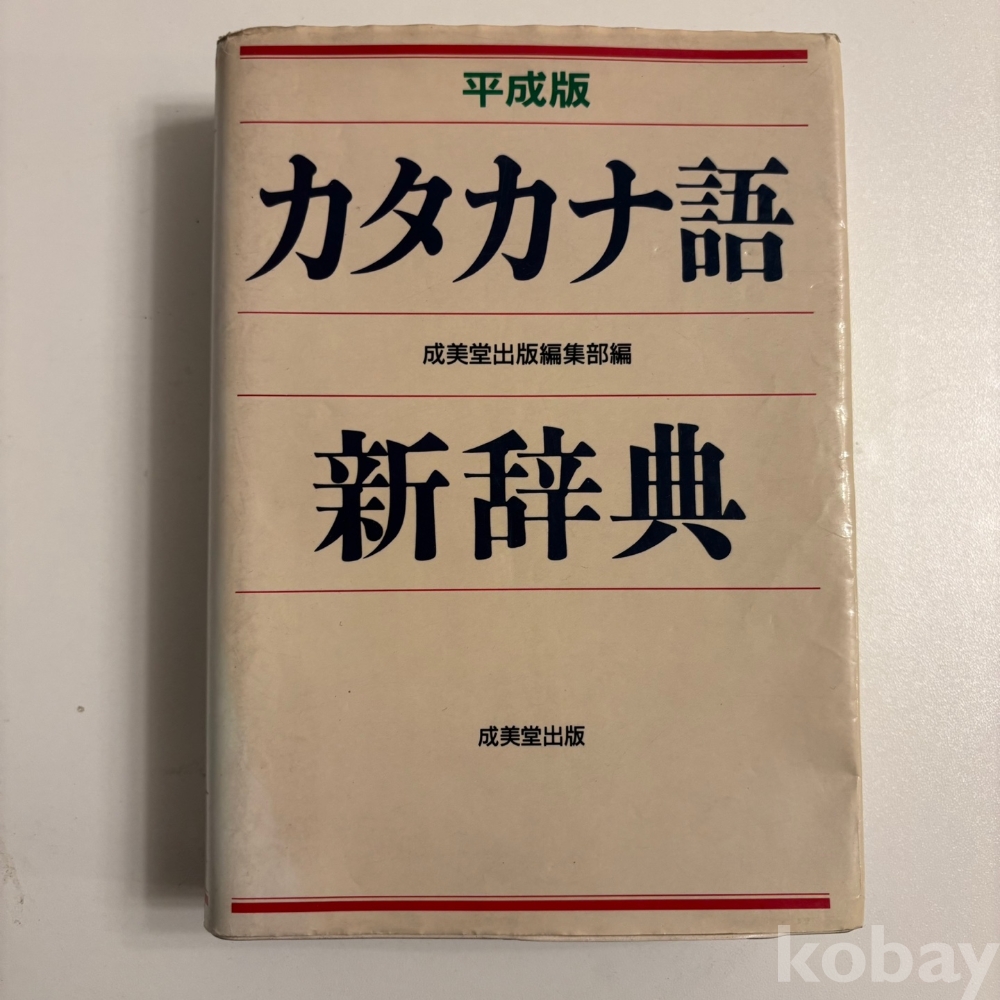 平成版
カタカナ語
成美堂出版編集部編
新辞典
成美堂出版
kobay